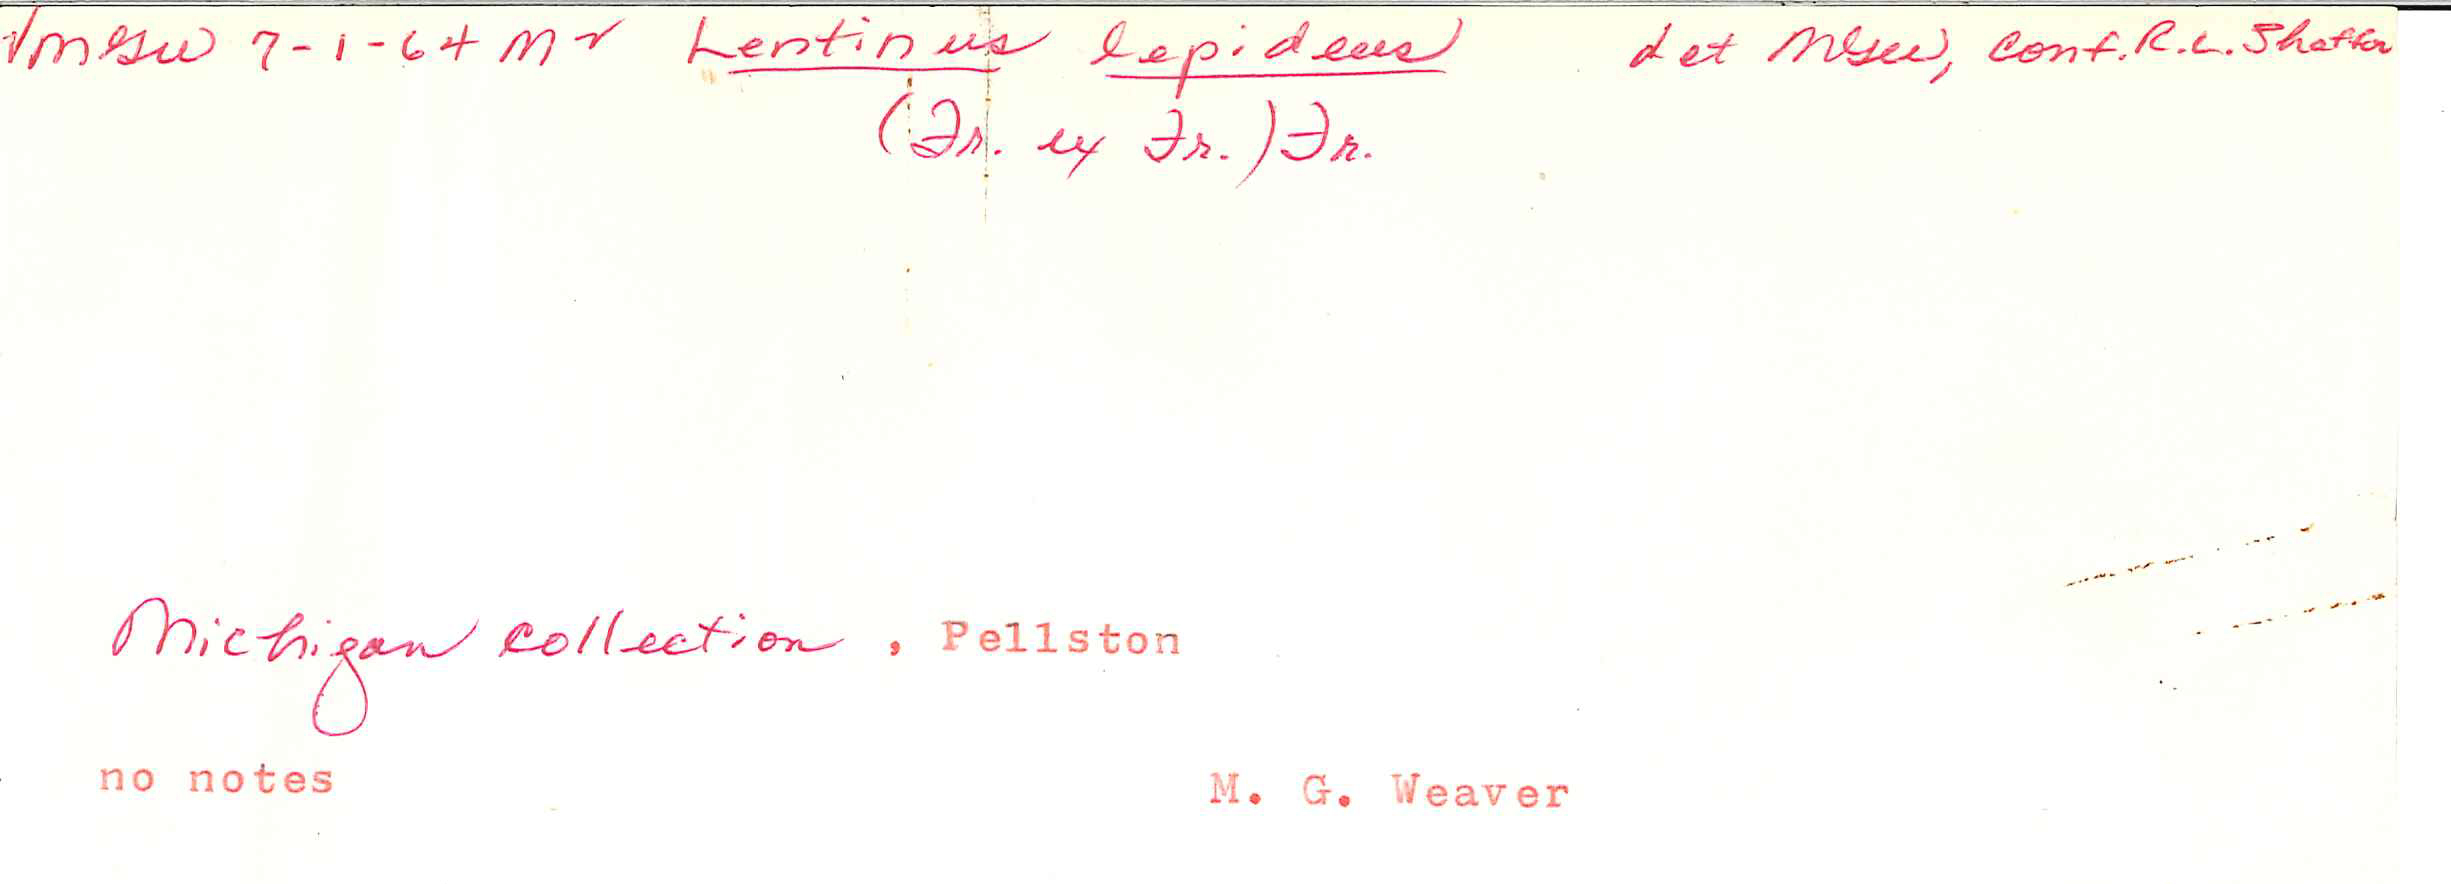 MGW 7-1-64 M Lentinus lepideus det MGW, conf. R.L. Shaffer
(Fr. ex Fr.) Fr.
Michigan collection , Pellston
no notes
M. G. Weaver